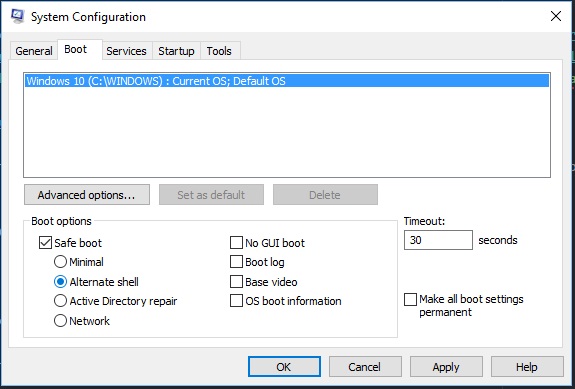 System Configuration
General Boot Services Startup Tools
Windows 10 (C:\WINDOWS) : Current OS; Default OS
Advanced options... Set as default Delete
Boot options
Timeout:
Safe boot No GUI boot
30 seconds
Minimal Boot log
Alternate shell Base video
Active Directory repair OS boot information
Make all boot settings
permanent
Network
OK Cancel Apply Help